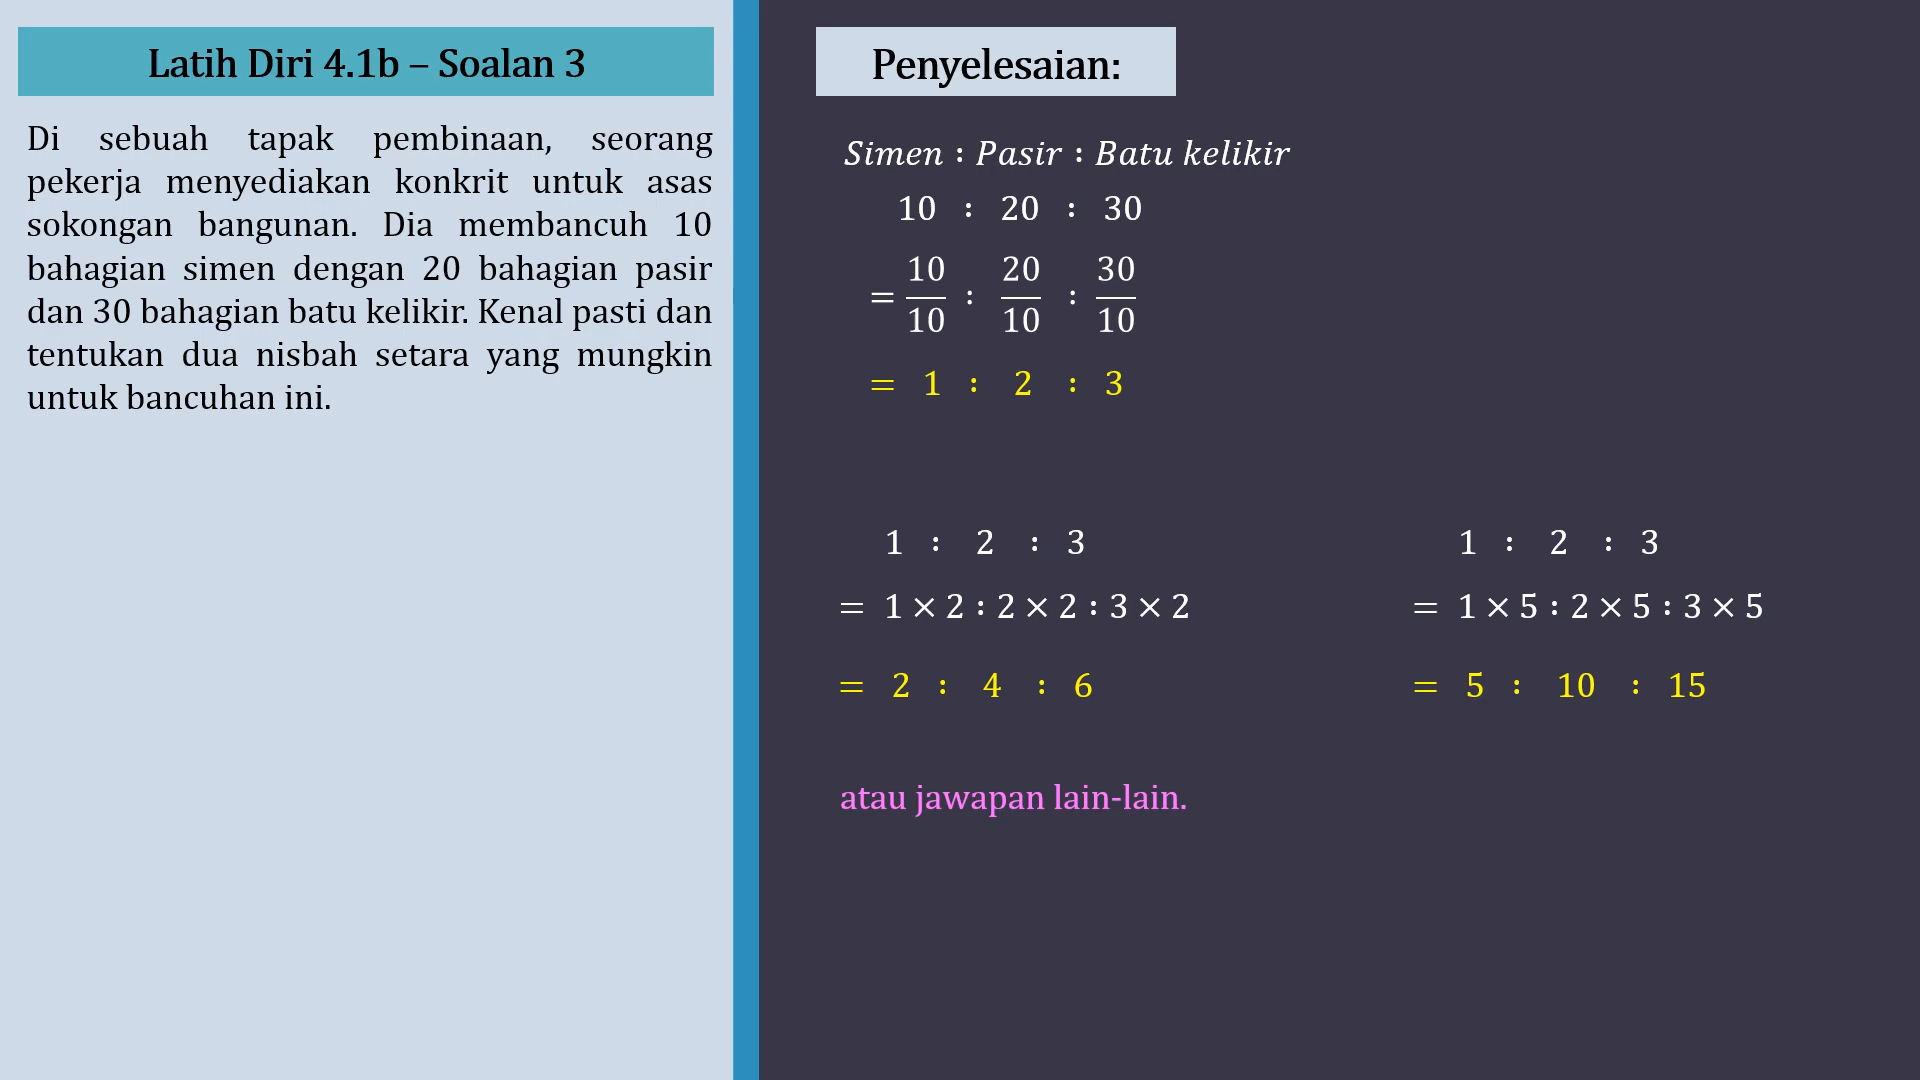 Latih Diri 4.1b – Soalan 3
Di sebuah tapak pembinaan, seorang
pekerja menyediakan konkrit untuk asas
sokongan bangunan. Dia membancuh 10
bahagian simen dengan 20 bahagian pasir
dan 30 bahagian batu kelikir. Kenal pasti dan
tentukan dua nisbah setara yang mungkin
untuk bancuhan ini.
Penyelesaian:
Simen : Pasir : Batu kelikir
10 : 20 : 30
= 10/10 : 20/10 : 30/10
= 1 : 2 : 3
1 : 2 : 3
= 1 × 2 : 2 × 2 : 3 × 2
= 2 : 4 : 6
1 : 2 : 3
= 1 × 5 : 2 × 5 : 3 × 5
= 5 : 10 : 15
atau jawapan lain-lain.